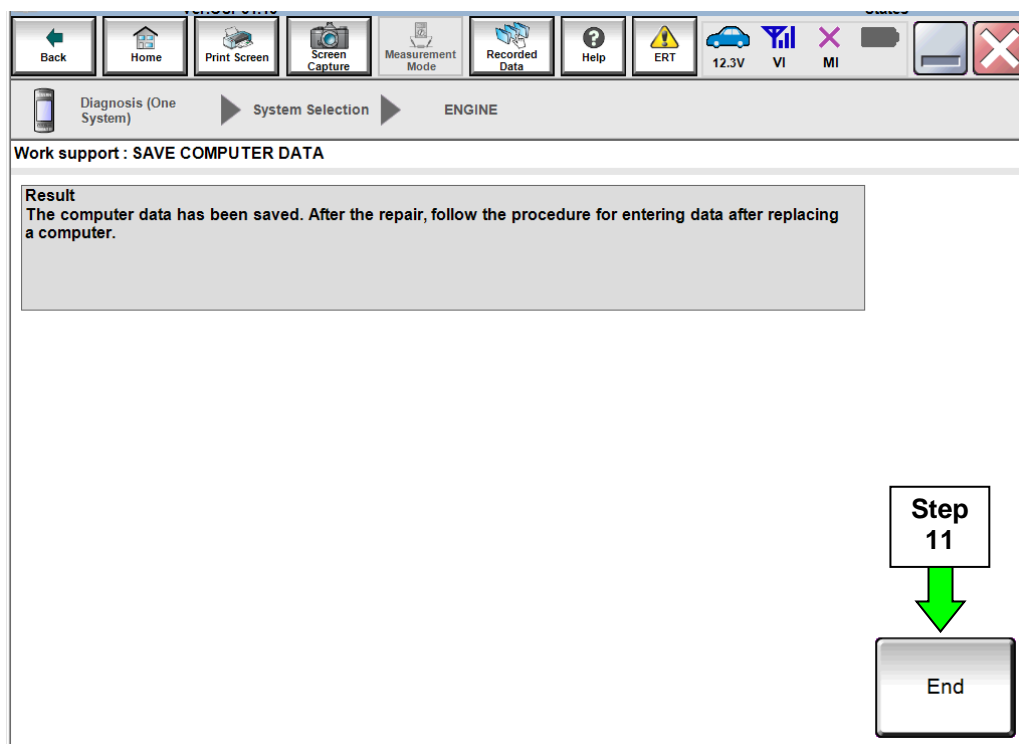 Back
Home
Print Screen
Screen
Capture
Measurement
Mode
Recorded
Data
Help
ERT
12.3V
VI
MI
Diagnosis (One
System)
System Selection
ENGINE
Work support : SAVE COMPUTER DATA
Result
The computer data has been saved. After the repair, follow the procedure for entering data after replacing
a computer.
Step
11
End